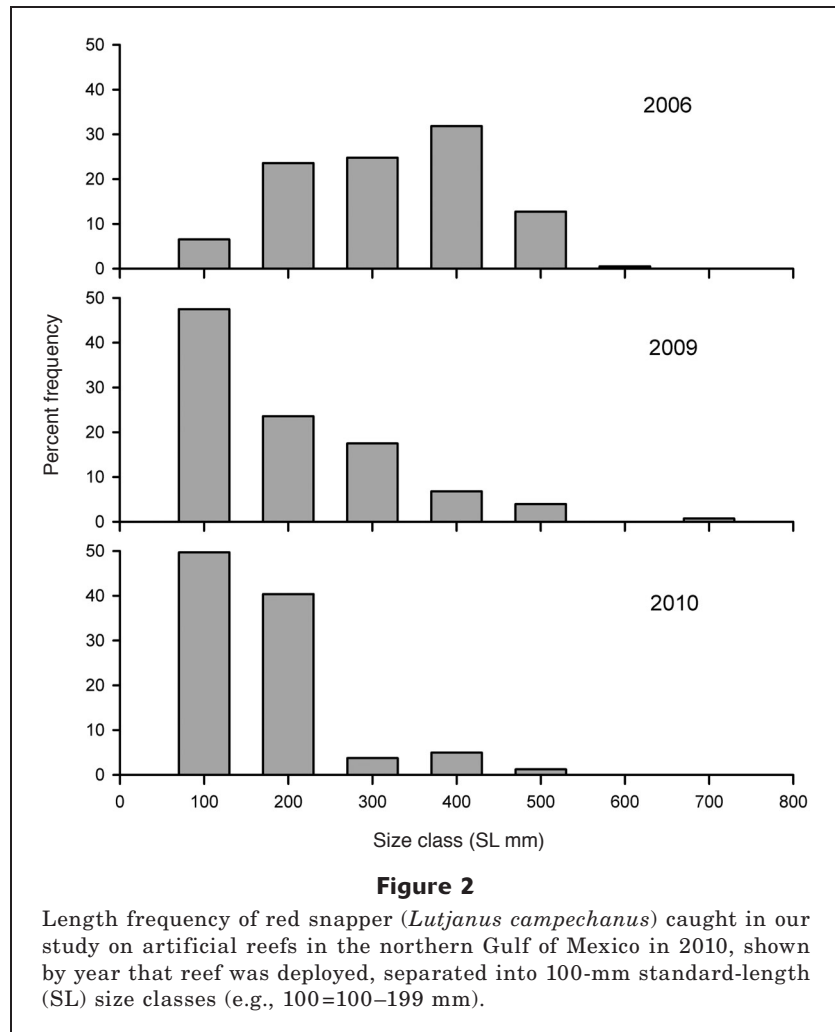 50
40
30
20
10
0
2006
50
40
30
20
10
0
2009
Percent frequency
50
40
30
20
10
0
2010
0 100 200 300 400 500 600 700 800
Size class (SL mm)
Figure 2
Length frequency of red snapper (Lutjanus campechanus) caught in our
study on artificial reefs in the northern Gulf of Mexico in 2010, shown
by year that reef was deployed, separated into 100-mm standard-length
(SL) size classes (e.g., 100=100–199 mm).